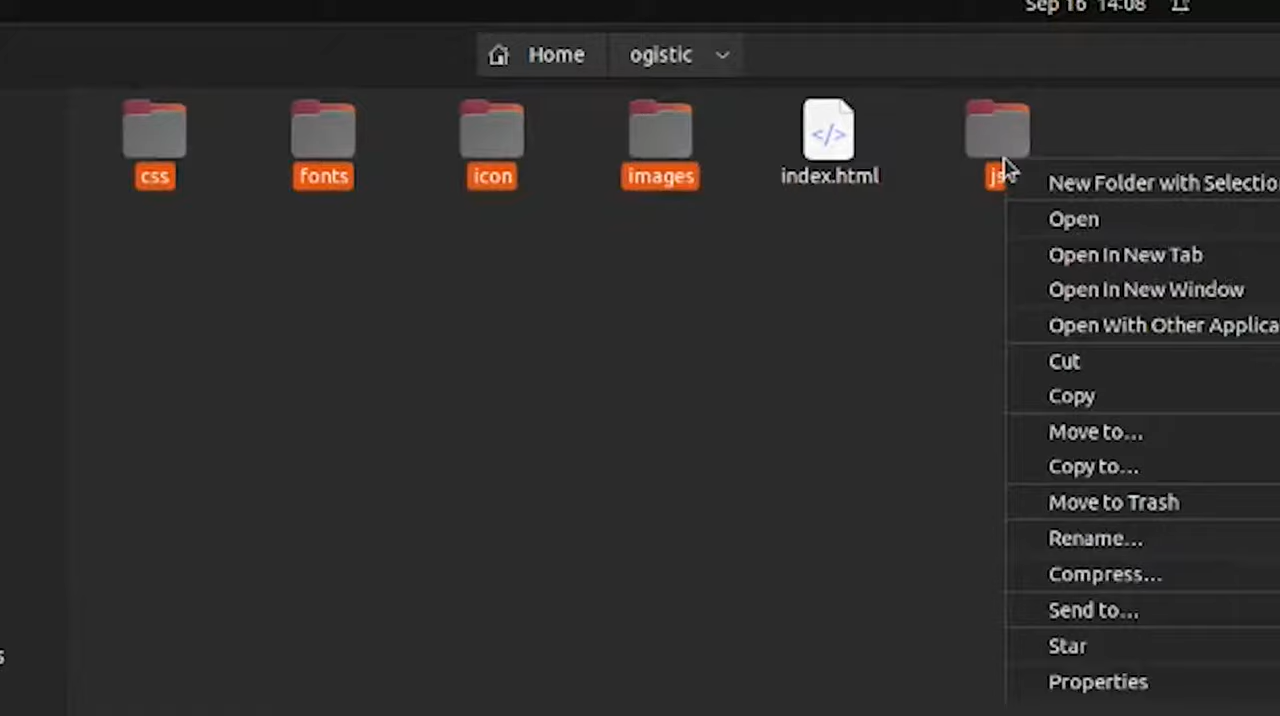 Sep 16 14:08
Home
ogistic
css
fonts
icon
images
</>
index.html
js
New Folder with Selectio
Open
Open In New Tab
Open In New Window
Open With Other Applica
Cut
Copy
Move to...
Copy to...
Move to Trash
Rename...
Compress...
Send to...
Star
Properties